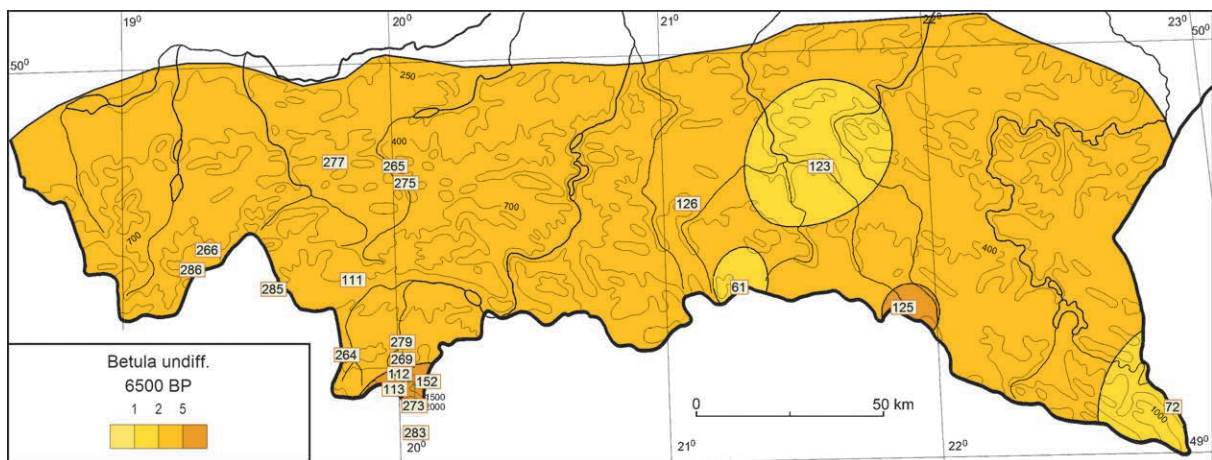 19⁰ 20⁰ 21⁰ 22⁰ 23⁰
50⁰ 50⁰
250
400
277 265 275 123
126
700 700
266 400
286
285 111 61
125
279
264 269
112
113 152
1500
2000
273 72
1000
283
20⁰ 21⁰ 22⁰ 49⁰
0 50 km
Betula undiff.
6500 BP
1 2 5